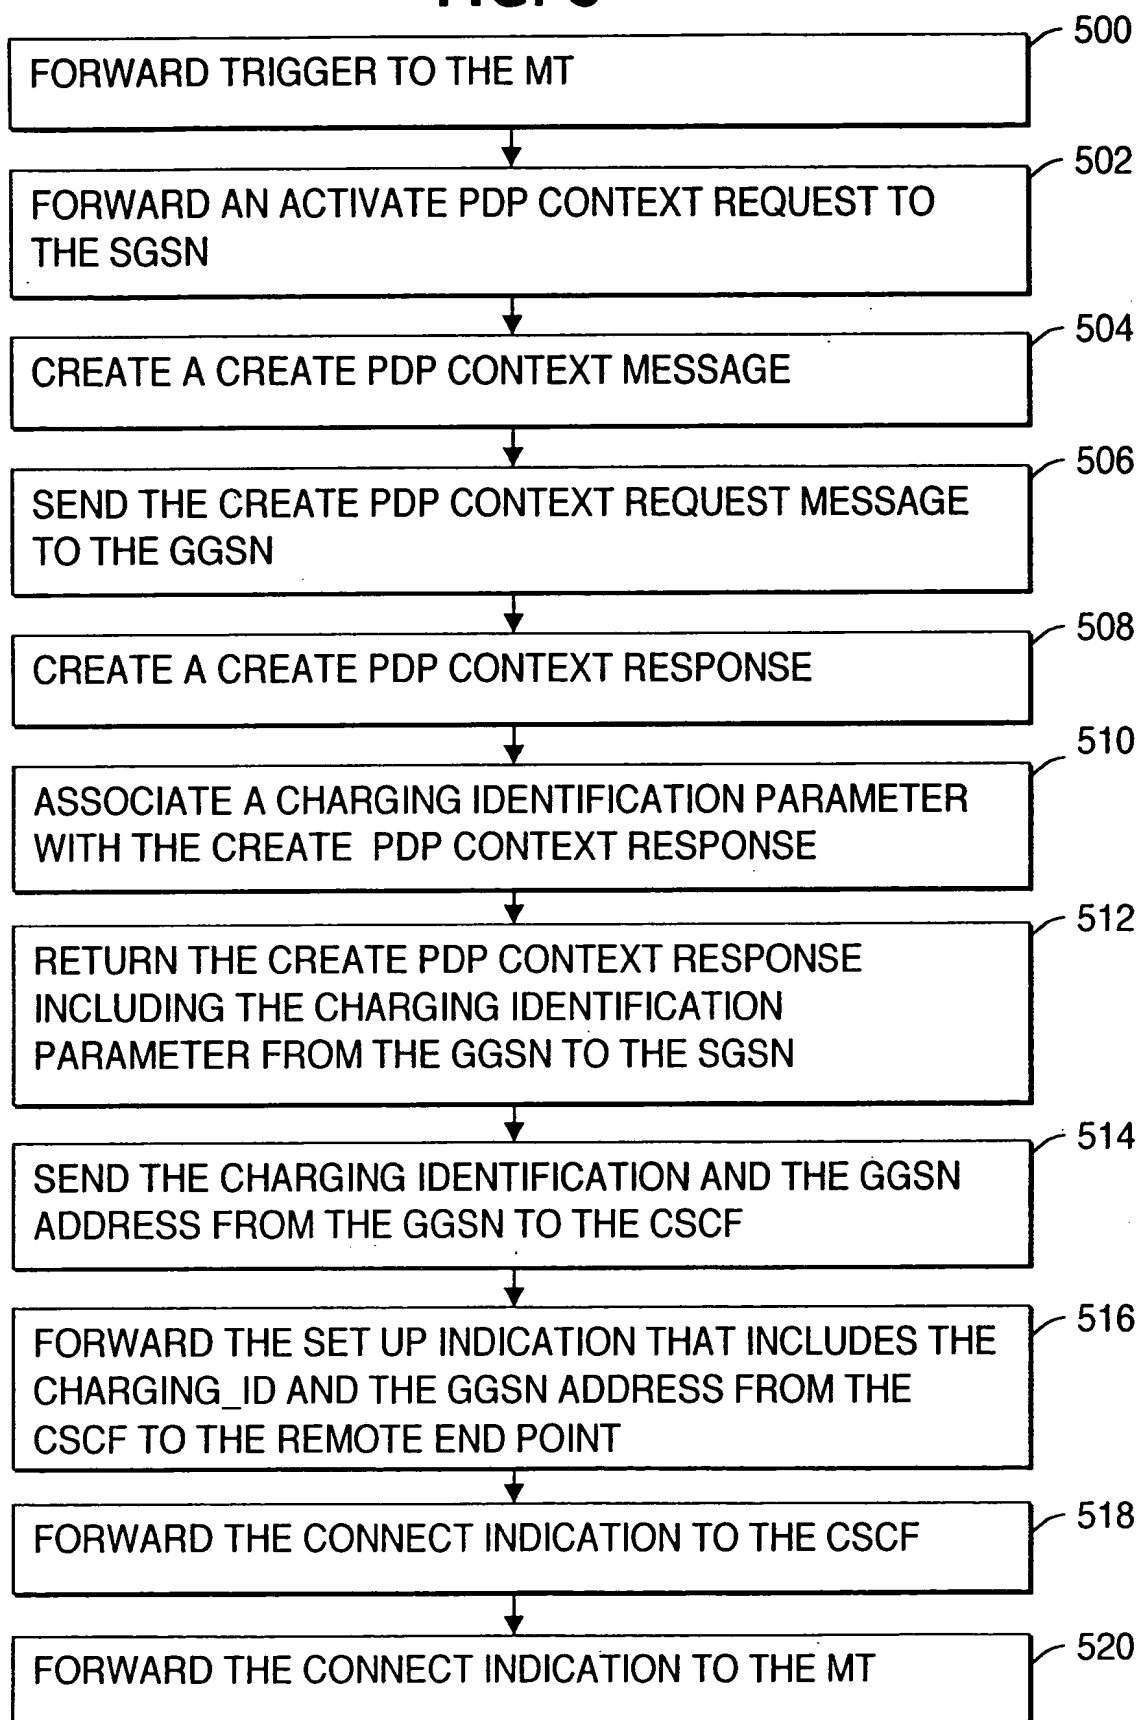 500
FORWARD TRIGGER TO THE MT
502
FORWARD AN ACTIVATE PDP CONTEXT REQUEST TO
THE SGSN
504
CREATE A CREATE PDP CONTEXT MESSAGE
506
SEND THE CREATE PDP CONTEXT REQUEST MESSAGE
TO THE GGSN
508
CREATE A CREATE PDP CONTEXT RESPONSE
510
ASSOCIATE A CHARGING IDENTIFICATION PARAMETER
WITH THE CREATE PDP CONTEXT RESPONSE
512
RETURN THE CREATE PDP CONTEXT RESPONSE
INCLUDING THE CHARGING IDENTIFICATION
PARAMETER FROM THE GGSN TO THE SGSN
514
SEND THE CHARGING IDENTIFICATION AND THE GGSN
ADDRESS FROM THE GGSN TO THE CSCF
516
FORWARD THE SET UP INDICATION THAT INCLUDES THE
CHARGING_ID AND THE GGSN ADDRESS FROM THE
CSCF TO THE REMOTE END POINT
518
FORWARD THE CONNECT INDICATION TO THE CSCF
520
FORWARD THE CONNECT INDICATION TO THE MT